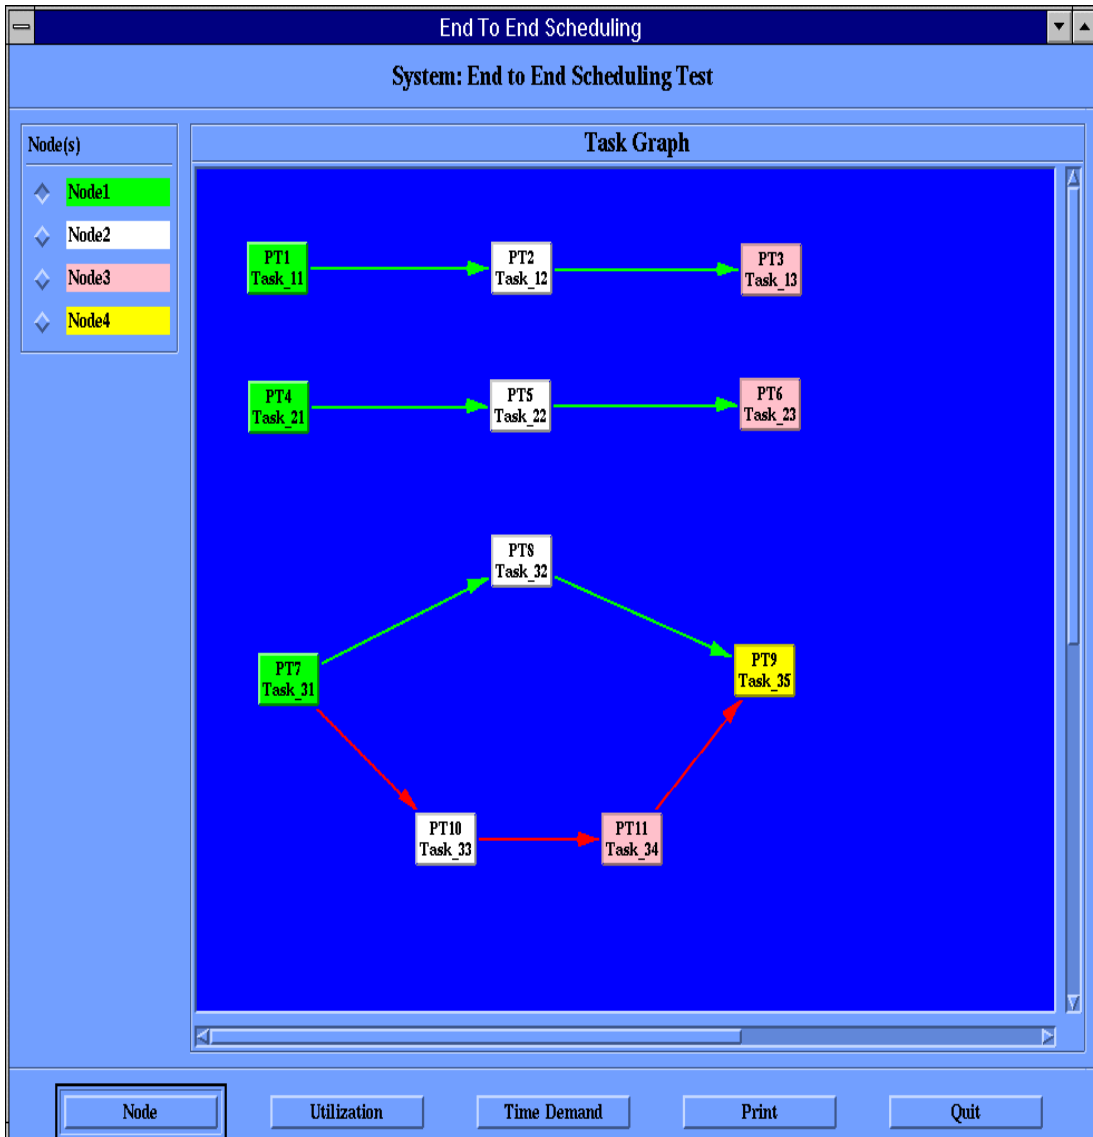 End To End Scheduling
System: End to End Scheduling Test
Node(s)
Node1
Node2
Node3
Node4
Task Graph
PT1
Task_11
PT2
Task_12
PT3
Task_13
PT4
Task_21
PT5
Task_22
PT6
Task_23
PT8
Task_32
PT7
Task_31
PT9
Task_35
PT10
Task_33
PT11
Task_34
Node
Utilization
Time Demand
Print
Quit